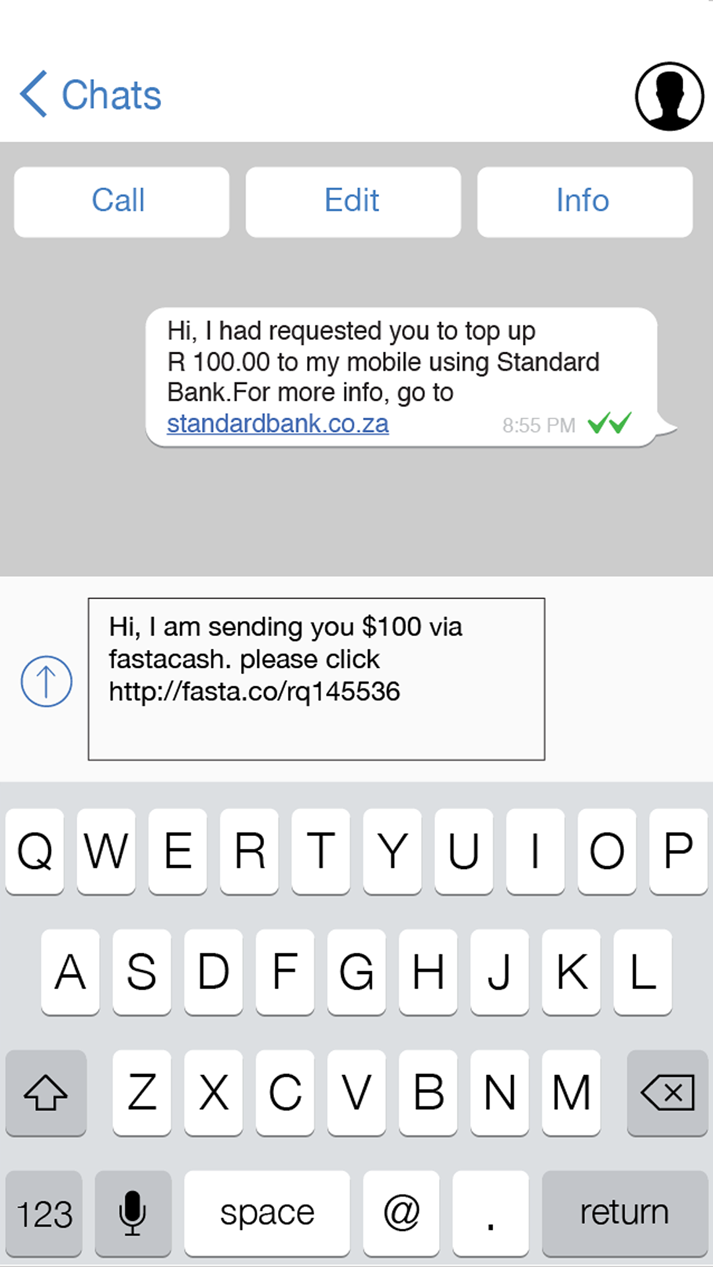 Chats
Call Edit Info
Hi, I had requested you to top up
R 100.00 to my mobile using Standard
Bank.For more info, go to
standardbank.co.za 8:55 PM
Hi, I am sending you $100 via
fastacash. please click
http://fasta.co/rq145536
Q W E R T Y U I O P
A S D F G H J K L
Z X C V B N M
123 space @ . return